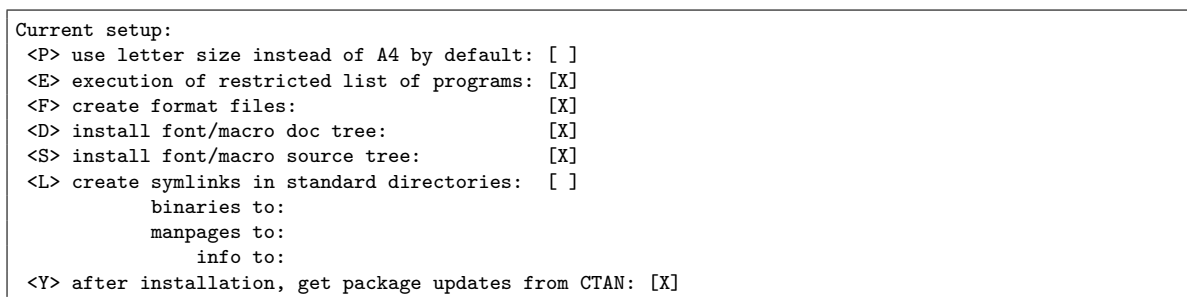 Current setup:
 <P> use letter size instead of A4 by default: [ ]
 <E> execution of restricted list of programs: [X]
 <F> create format files:                      [X]
 <D> install font/macro doc tree:              [X]
 <S> install font/macro source tree:           [X]
 <L> create symlinks in standard directories:  [ ]
            binaries to:
            manpages to:
                info to:
 <Y> after installation, get package updates from CTAN: [X]